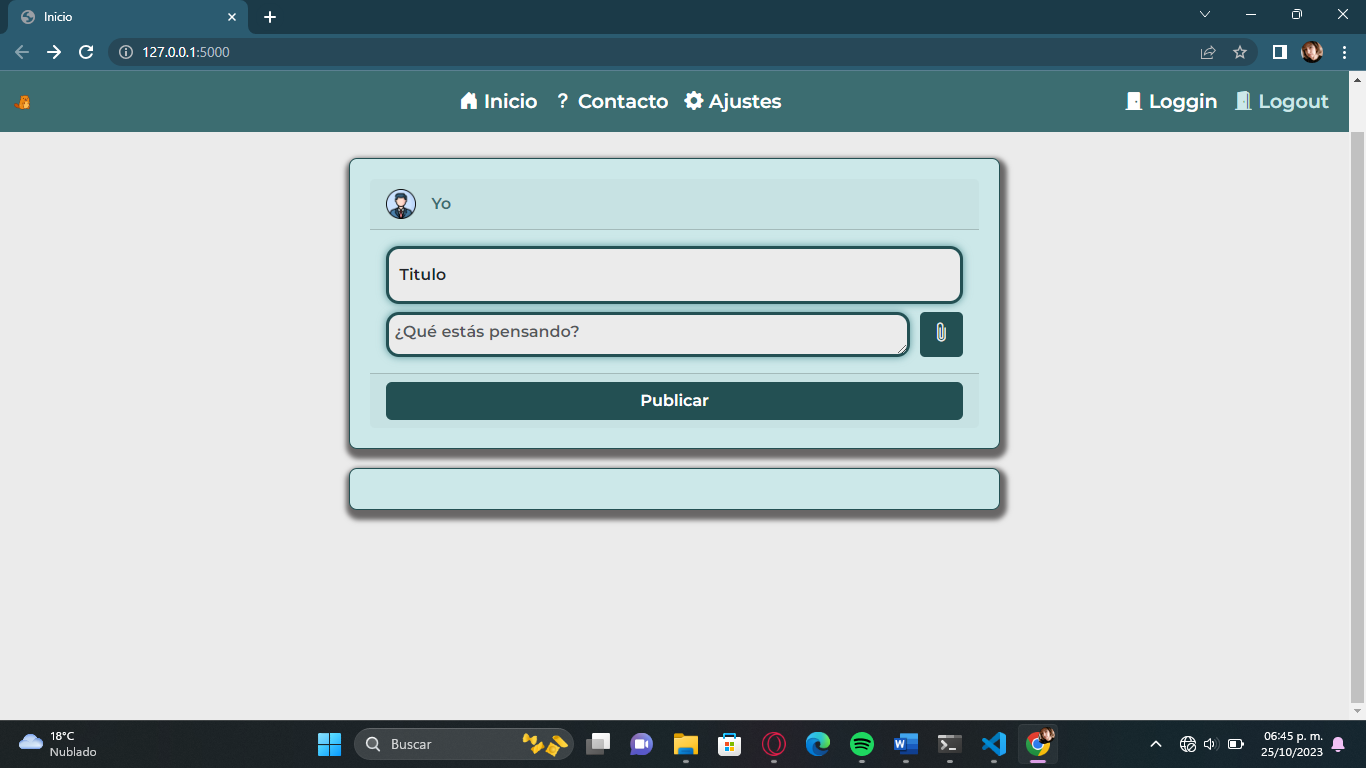 Inicio
127.0.0.1:5000
Inicio ? Contacto Ajustes Loggin Logout
Yo
Titulo
¿Qué estás pensando?
Publicar
18°C
Nublado
Buscar
06:45 p. m.
25/10/2023